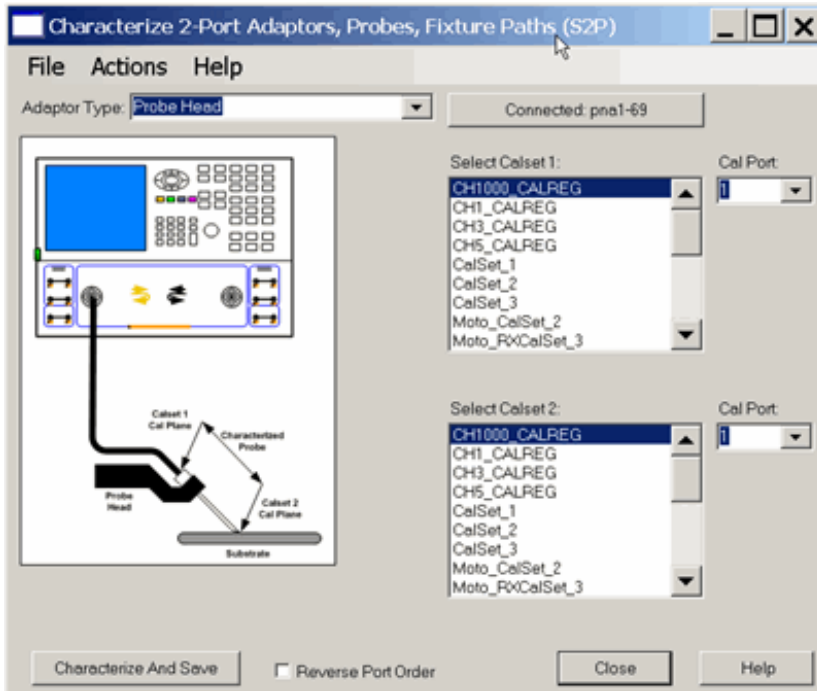 Characterize 2-Port Adaptors, Probes, Fixture Paths (S2P)
File Actions Help
Adaptor Type: Probe Head
Connected: pna1-69
Select Calset 1:
Cal Port:
CH1000_CALREG
CH1_CALREG
CH3_CALREG
CH5_CALREG
CalSet_1
CalSet_2
CalSet_3
Moto_CalSet_2
Moto_RXCalSet_3
1
Calset 1
Cal Plane
Characterized
Probe
Probe
Head
Calset 2
Cal Plane
Substrate
Select Calset 2:
Cal Port:
CH1000_CALREG
CH1_CALREG
CH3_CALREG
CH5_CALREG
CalSet_1
CalSet_2
CalSet_3
Moto_CalSet_2
Moto_RXCalSet_3
1
Characterize And Save
Reverse Port Order
Close
Help